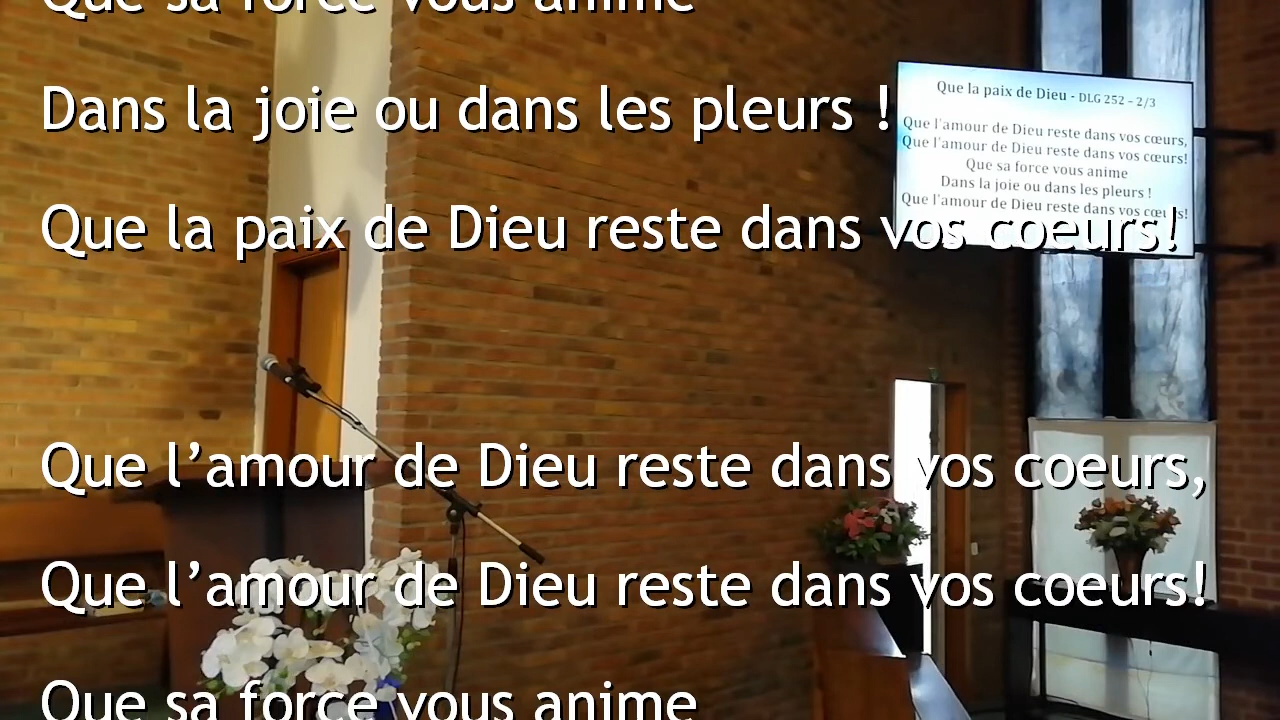 Que sa force vous anime
Dans la joie ou dans les pleurs !
Que la paix de Dieu reste dans vos coeurs!
Que l’amour de Dieu reste dans vos coeurs,
Que l’amour de Dieu reste dans vos coeurs!
Que sa force vous anime
Que la paix de Dieu - DLG 252 - 2/3
Que l'amour de Dieu reste dans vos cœurs,
Que l'amour de Dieu reste dans vos cœurs!
Que sa force vous anime
Dans la joie ou dans les pleurs !
Que l'amour de Dieu reste dans vos cœurs!